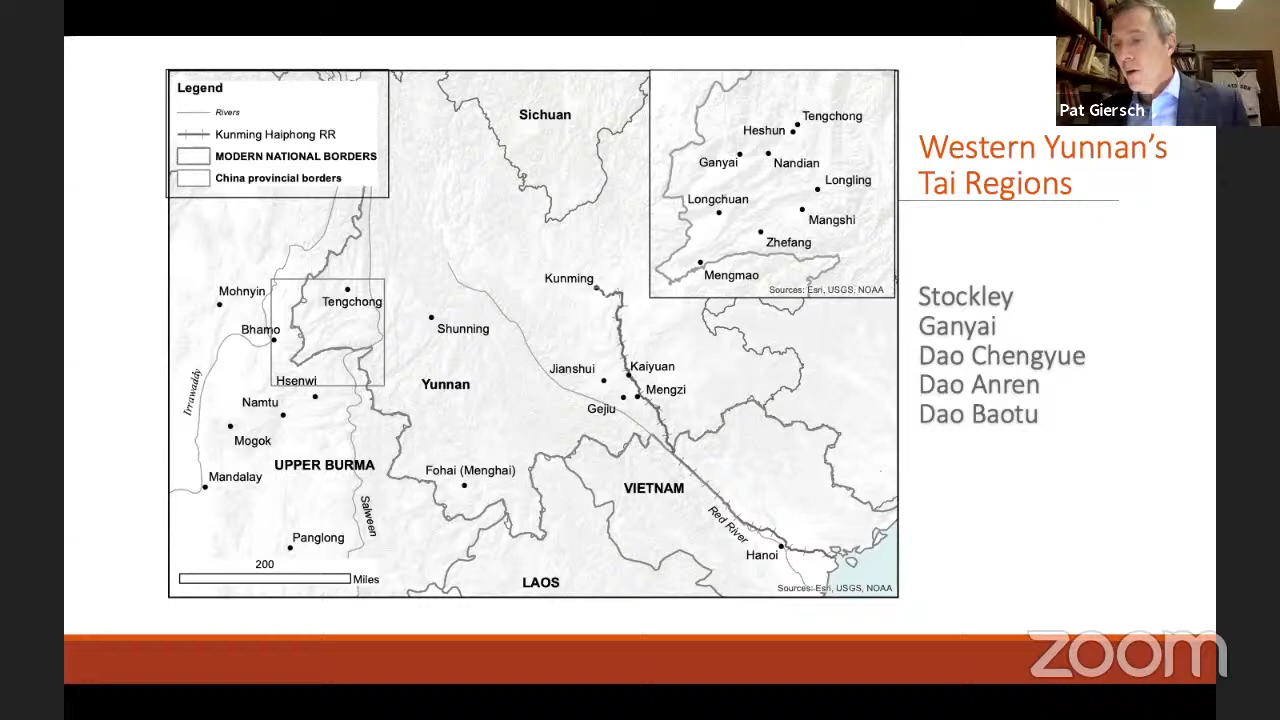 Pat Giersch
Western Yunnan's
Tai Regions
Stockley
Ganyai
Dao Chengyue
Dao Anren
Dao Baotu
Legend
Rivers
Kunming Haiphong RR
MODERN NATIONAL BORDERS
China provincial borders
Sichuan
Tengchong
Heshun
Ganyai
Nandian
Longling
Longchuan
Mangshi
Zhefang
Mengmao
Sources: Esri, USGS, NOAA
Kunming
Mohnyin
Tengchong
Bhamo
Shunning
Irrawaddy
Hsenwi
Namtu
Mogok
Mandalay
UPPER BURMA
Yunnan
Jianshui
Kaiyuan
Mengzi
Gejiu
Fohai (Menghai)
VIETNAM
Salween
Red River
Panglong
Hanoi
200
Miles
LAOS
Sources: Esri, USGS, NOAA
zoom